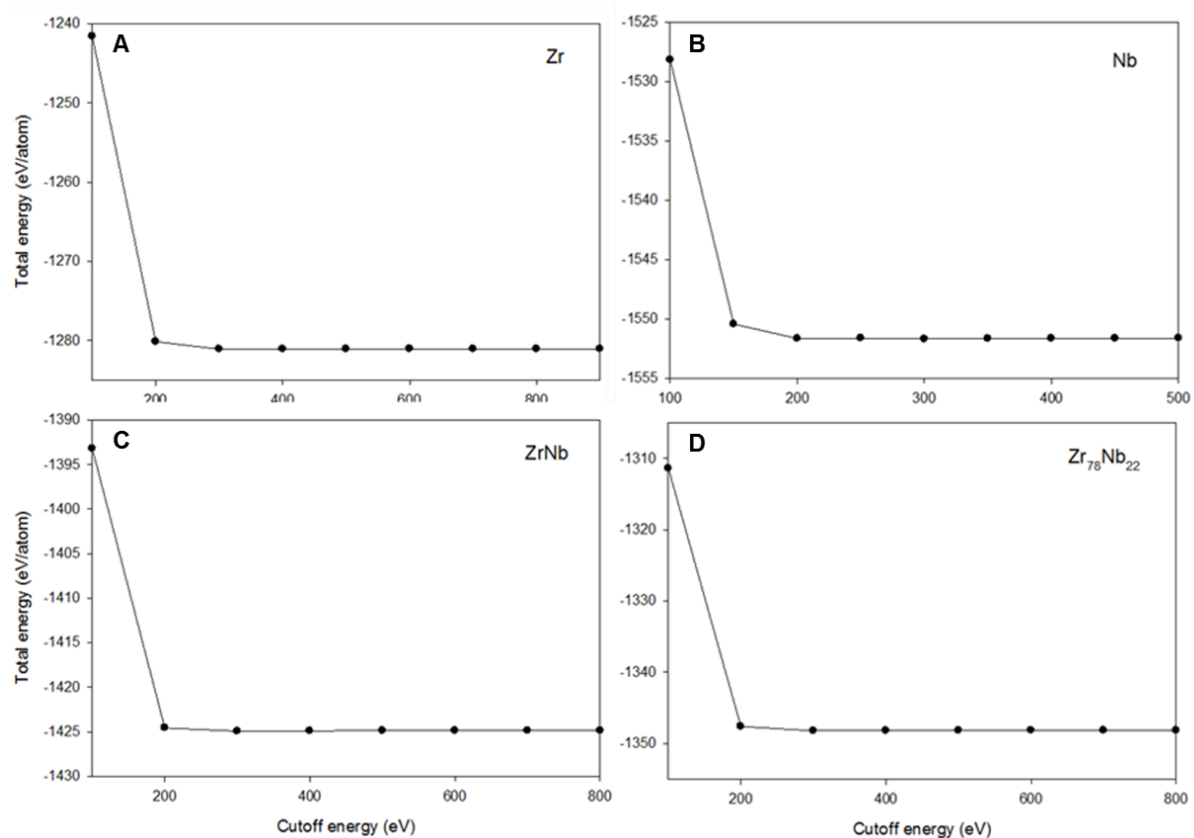 A
Zr
Total energy (eV/atom)
-1240
-1250
-1260
-1270
-1280
200 400 600 800
B
Nb
-1525
-1530
-1535
-1540
-1545
-1550
-1555
100 200 300 400 500
C
ZrNb
Total energy (eV/atom)
-1390
-1395
-1400
-1405
-1410
-1415
-1420
-1425
-1430
200 400 600 800
Cutoff energy (eV)
D
Zr78Nb22
-1310
-1320
-1330
-1340
-1350
200 400 600 800
Cutoff energy (eV)